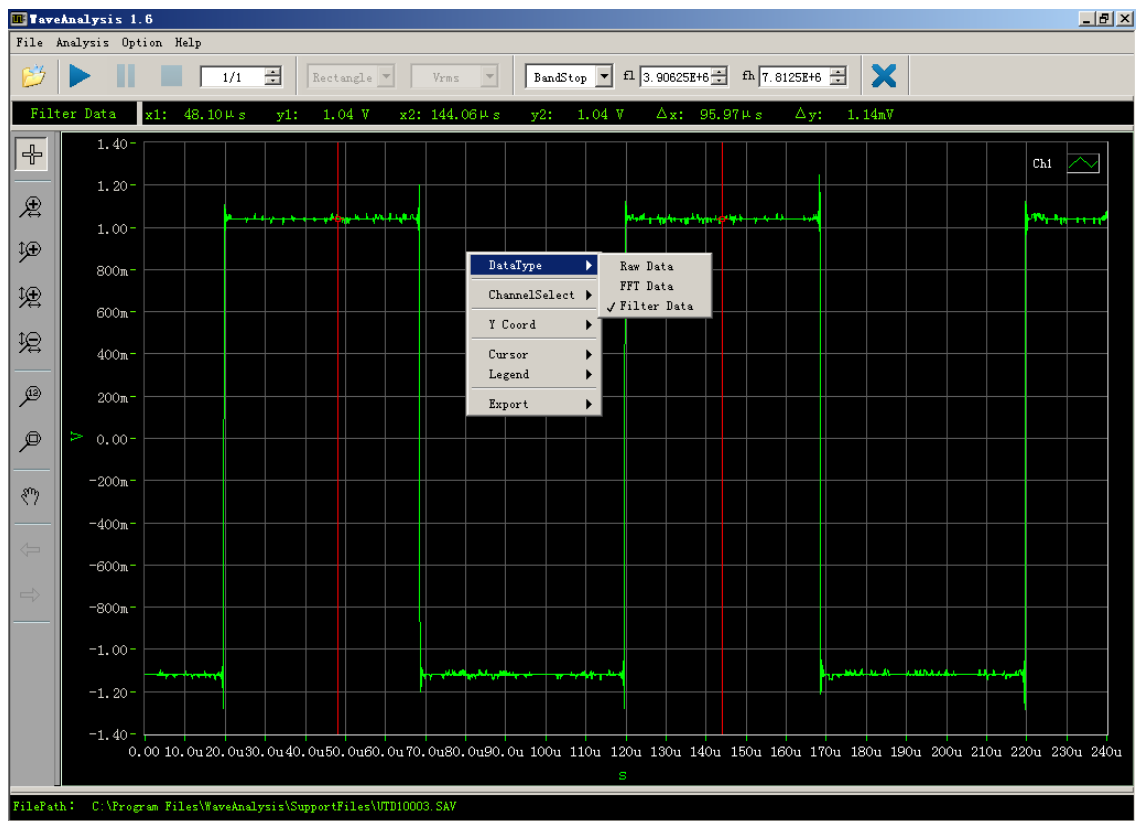 WaveAnalysis 1.6
File Analysis Option Help
1/1 Rectangle Vrms BandStop fl 3.90625E+6 fh 7.8125E+6
Filter Data x1: 48.10μs y1: 1.04 V x2: 144.06μs y2: 1.04 V Δx: 95.97μs Δy: 1.14mV
Ch1
1.40
1.20
1.00
800m
600m
400m
200m
0.00
-200m
-400m
-600m
-800m
-1.00
-1.20
-1.40
V
DataType
ChannelSelect
Y Coord
Cursor
Legend
Export
Raw Data
FFT Data
✓Filter Data
0.00 10.0u 20.0u 30.0u 40.0u 50.0u 60.0u 70.0u 80.0u 90.0u 100u 110u 120u 130u 140u 150u 160u 170u 180u 190u 200u 210u 220u 230u 240u
s
FilePath: C:\Program Files\WaveAnalysis\SupportFiles\UTD10003.SAV